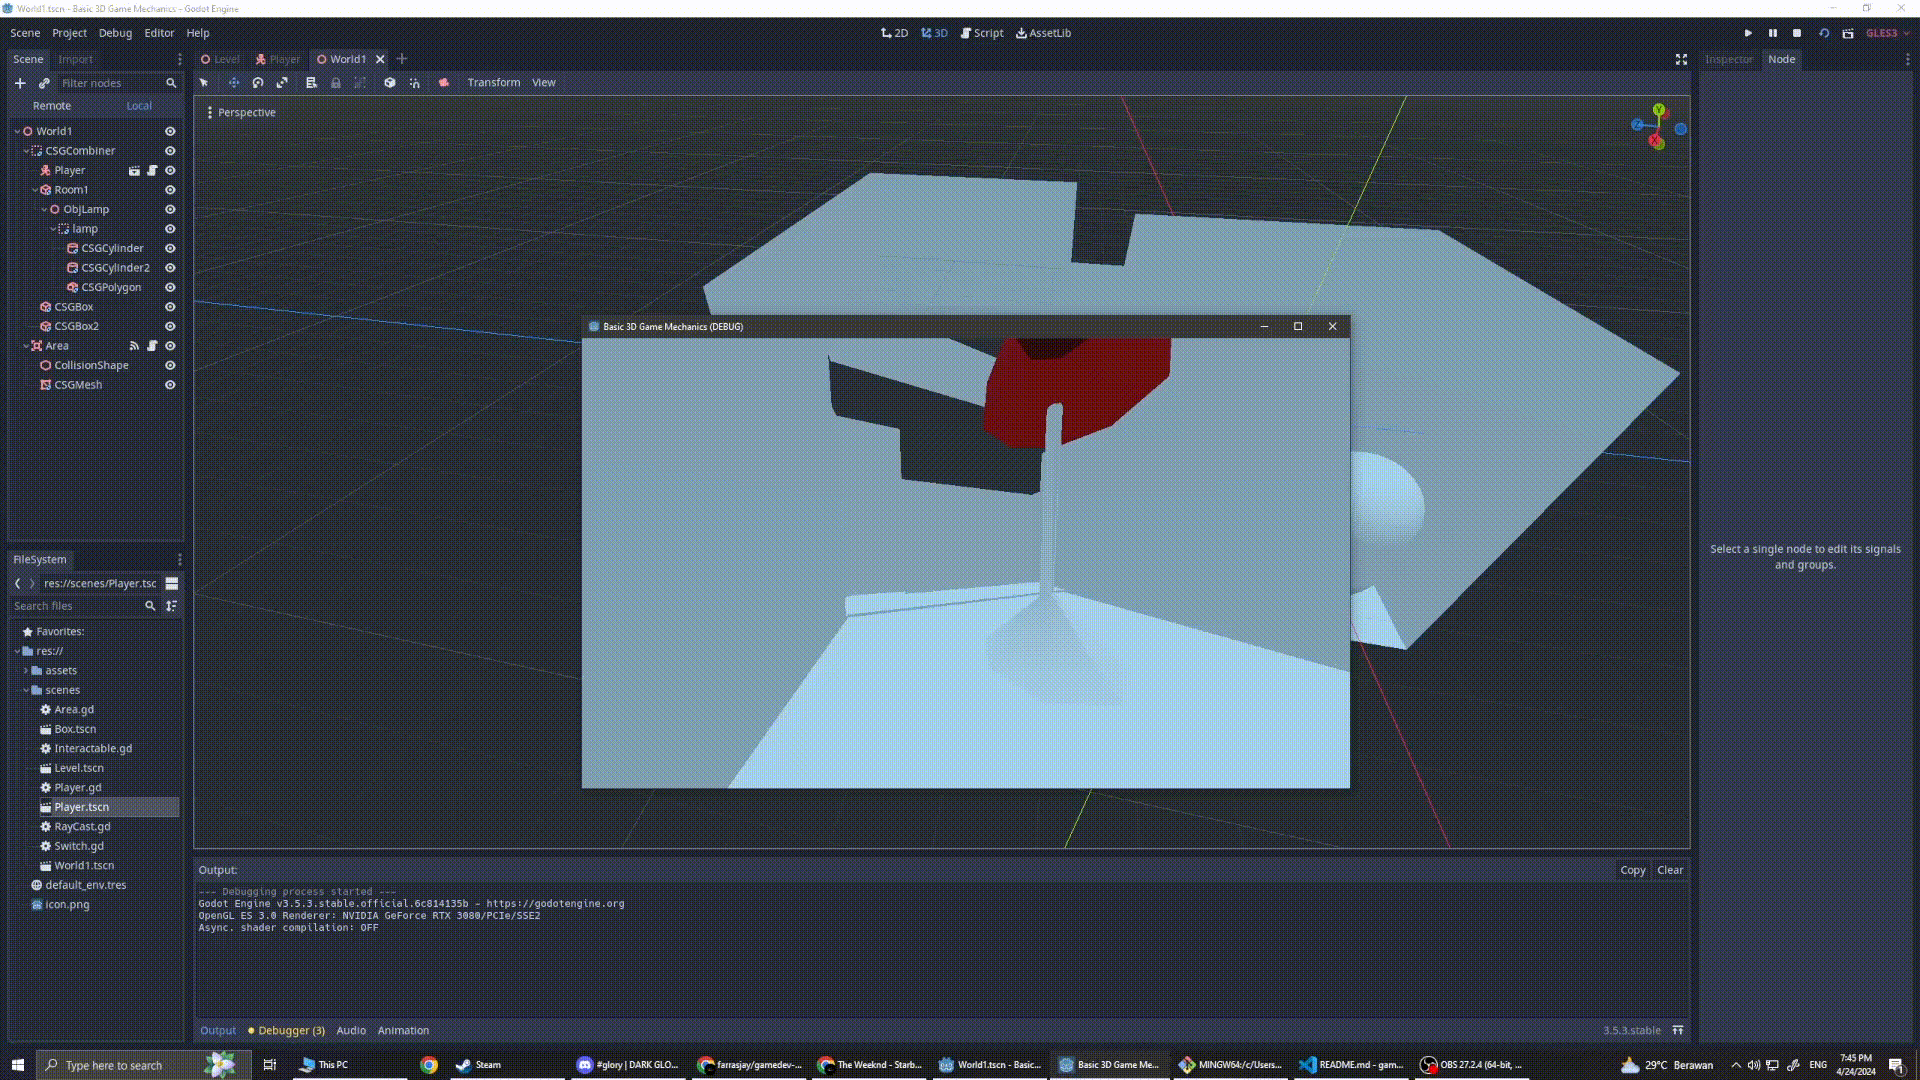 World1.tscn - Basic 3D Game Mechanics - Godot Engine
Scene Project Debug Editor Help
2D 3D Script AssetLib
GLES3
Scene Import
Level Player World1
Inspector Node
Filter nodes
Transform View
Remote Local
Perspective
Y
Z
X
World1
CSGCombiner
Player
Room1
ObjLamp
lamp
CSGCylinder
CSGCylinder2
CSGPolygon
CSGBox
CSGBox2
Area
CollisionShape
CSGMesh
Basic 3D Game Mechanics (DEBUG)
Select a single node to edit its signals
and groups.
FileSystem
res://scenes/Player.tsc
Search files
Favorites:
res://
assets
scenes
Area.gd
Box.tscn
Interactable.gd
Level.tscn
Player.gd
Player.tscn
RayCast.gd
Switch.gd
World1.tscn
default_env.tres
icon.png
Output:
Copy Clear
--- Debugging process started ---
Godot Engine v3.5.3.stable.official.6c814135b - https://godotengine.org
OpenGL ES 3.0 Renderer: NVIDIA GeForce RTX 3080/PCIe/SSE2
Async. shader compilation: OFF
Output Debugger (3) Audio Animation
3.5.3.stable
Type here to search
This PC
Steam
#glory | DARK GLO...
farrasjay/gamedev-...
The Weeknd - Starb...
World1.tscn - Basic...
Basic 3D Game Me...
MINGW64:/c/Users...
README.md - gam...
OBS 27.2.4 (64-bit, ...
29°C Berawan
ENG
7:45 PM
4/24/2024
1